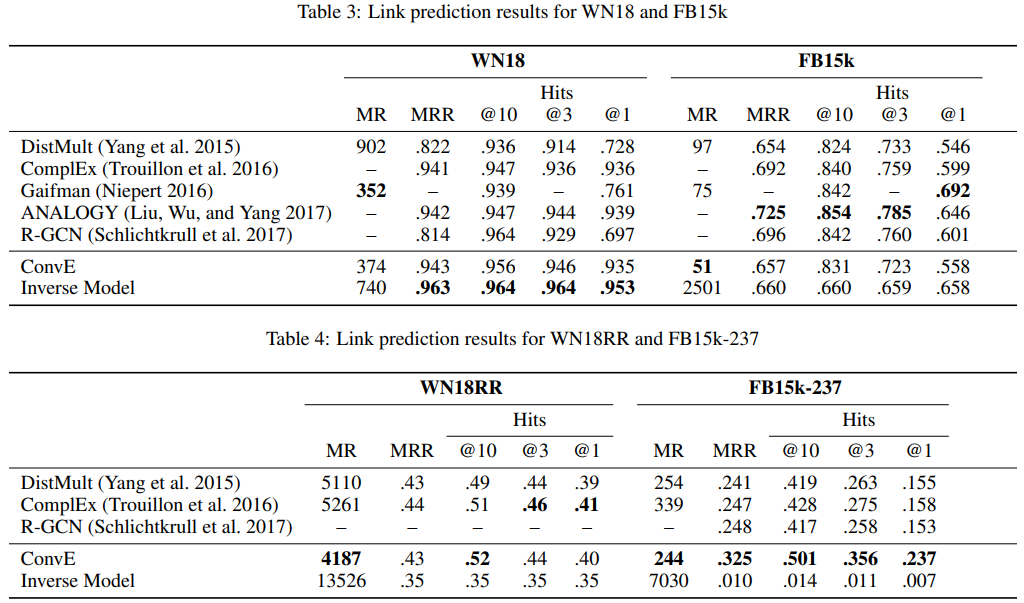 Table 3: Link prediction results for WN18 and FB15k
WN18 FB15k
Hits Hits
MR MRR @10 @3 @1 MR MRR @10 @3 @1
DistMult (Yang et al. 2015) 902 .822 .936 .914 .728 97 .654 .824 .733 .546
ComplEx (Trouillon et al. 2016) – .941 .947 .936 .936 – .692 .840 .759 .599
Gaifman (Niepert 2016) 352 – .939 – .761 75 – .842 – .692
ANALOGY (Liu, Wu, and Yang 2017) – .942 .947 .944 .939 – .725 .854 .785 .646
R-GCN (Schlichtkrull et al. 2017) – .814 .964 .929 .697 – .696 .842 .760 .601
ConvE 374 .943 .956 .946 .935 51 .657 .831 .723 .558
Inverse Model 740 .963 .964 .964 .953 2501 .660 .660 .659 .658
Table 4: Link prediction results for WN18RR and FB15k-237
WN18RR FB15k-237
Hits Hits
MR MRR @10 @3 @1 MR MRR @10 @3 @1
DistMult (Yang et al. 2015) 5110 .43 .49 .44 .39 254 .241 .419 .263 .155
ComplEx (Trouillon et al. 2016) 5261 .44 .51 .46 .41 339 .247 .428 .275 .158
R-GCN (Schlichtkrull et al. 2017) – – – – – – .248 .417 .258 .153
ConvE 4187 .43 .52 .44 .40 244 .325 .501 .356 .237
Inverse Model 13526 .35 .35 .35 .35 7030 .010 .014 .011 .007